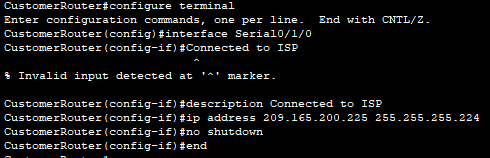 CustomerRouter#configure terminal
Enter configuration commands, one per line.  End with CNTL/Z.
CustomerRouter(config)#interface Serial0/1/0
CustomerRouter(config-if)#Connected to ISP
^
% Invalid input detected at '^' marker.
CustomerRouter(config-if)#description Connected to ISP
CustomerRouter(config-if)#ip address 209.165.200.225 255.255.255.224
CustomerRouter(config-if)#no shutdown
CustomerRouter(config-if)#end